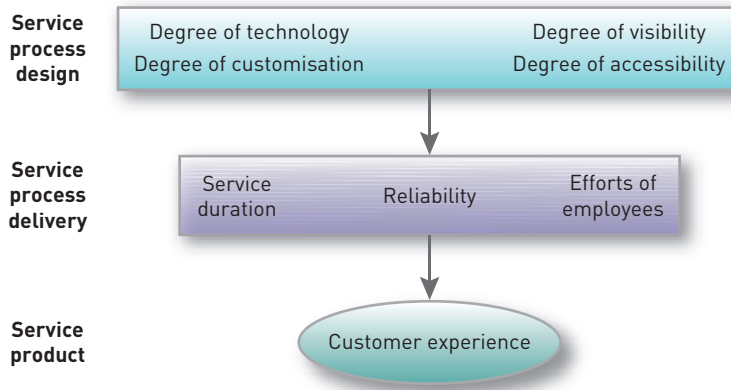 Service
process
design
Degree of technology
Degree of visibility
Degree of customisation
Degree of accessibility
Service
process
delivery
Service
duration
Reliability
Efforts of
employees
Service
product
Customer experience